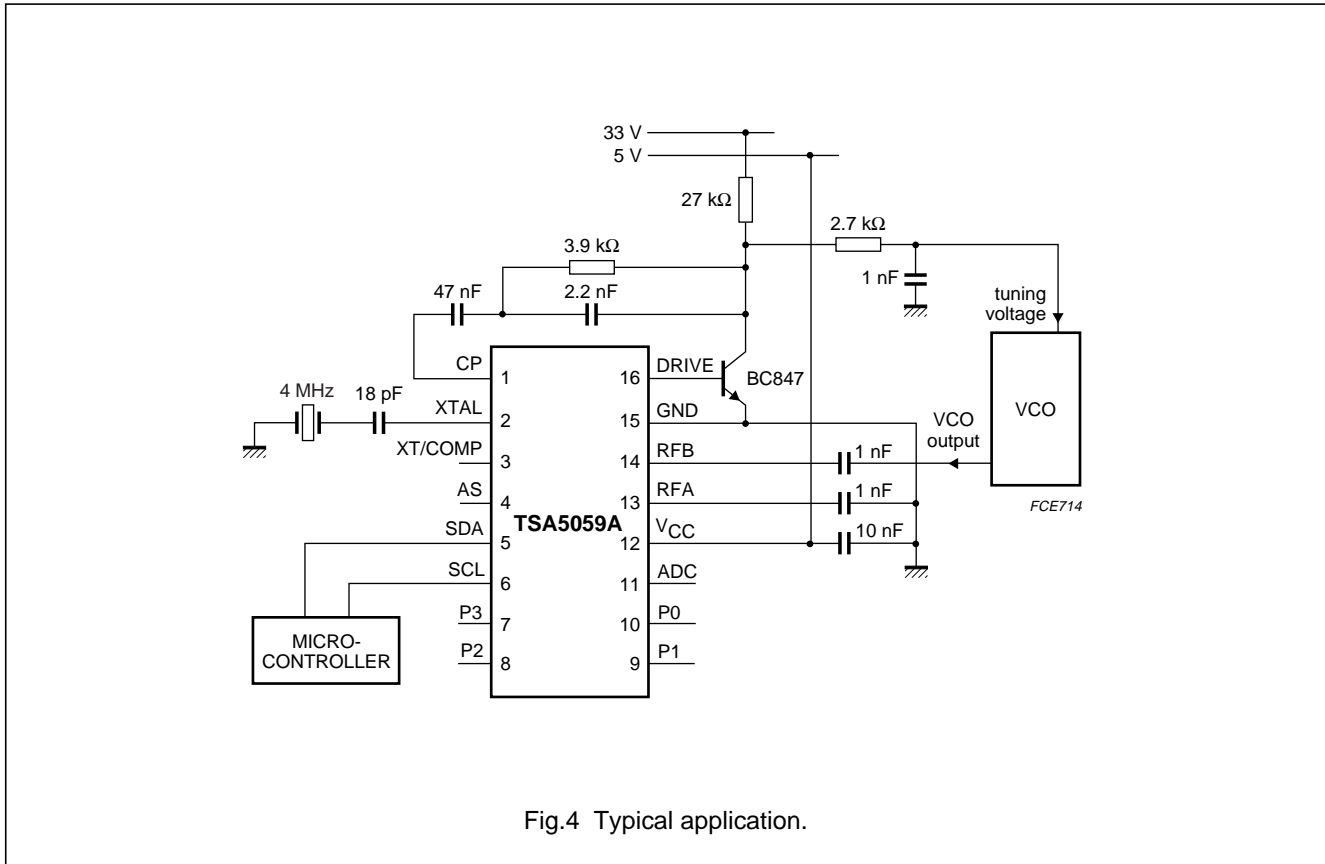 33 V
5 V
27 kΩ
2.7 kΩ
3.9 kΩ
1 nF
47 nF
2.2 nF
tuning
voltage
CP
1
16
DRIVE
BC847
4 MHz
18 pF
XTAL
2
15
GND
VCO
VCO
output
XT/COMP
3
14
RFB
1 nF
AS
4
13
RFA
1 nF
FCE714
TSA5059A
SDA
5
12
VCC
10 nF
SCL
6
11
ADC
P3
7
10
P0
MICRO-
CONTROLLER
P2
8
9
P1
Fig.4 Typical application.